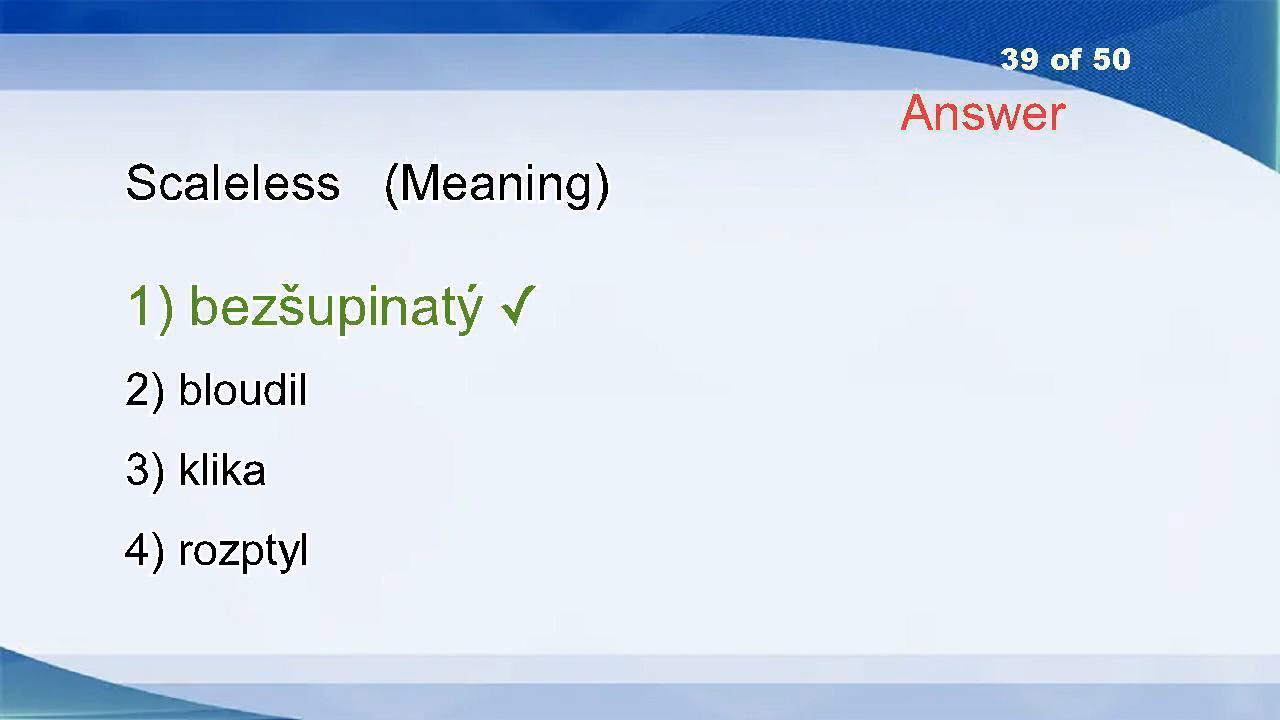 39 of 50
Answer
Scaleless (Meaning)
1) bezšupinatý ✓
2) bloudil
3) klika
4) rozptyl